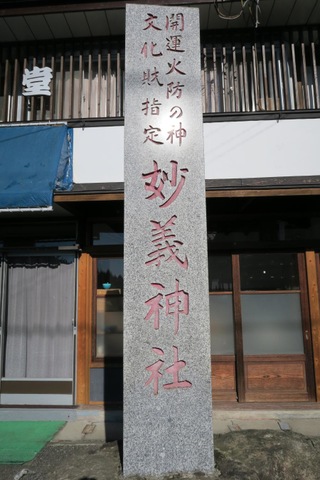 開運火防の神
文化財指定
妙義神社
堂